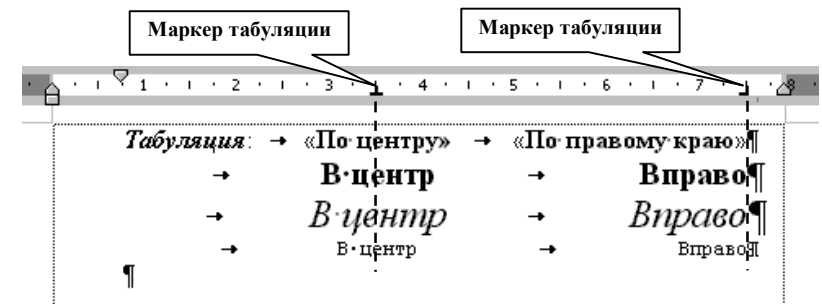 Маркер табуляции Маркер табуляции
1 2 3 4 5 6 7 8
Табуляция: → «По·центру» → «По·правому·краю»¶
→ В·центр → Вправо¶
→ В·центр → Вправо¶
→ В·центр → Вправо¶
¶